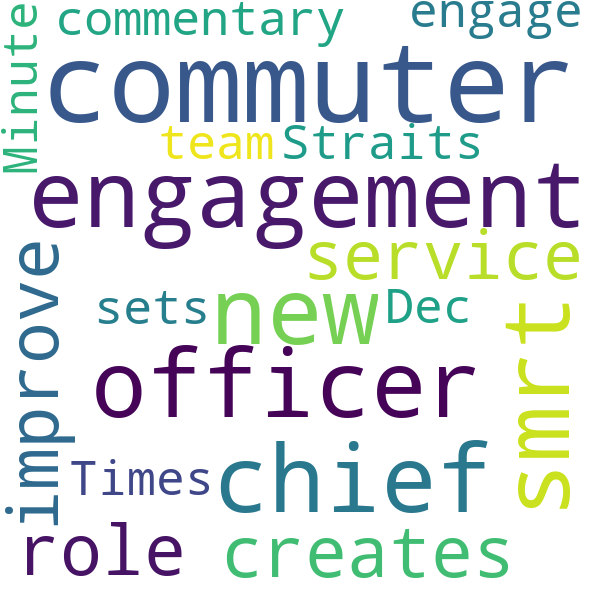 Minute
commentary
engage
commuter
team
Straits
engagement
service
improve
sets
new
Dec
smrt
officer
Times
chief
role
creates